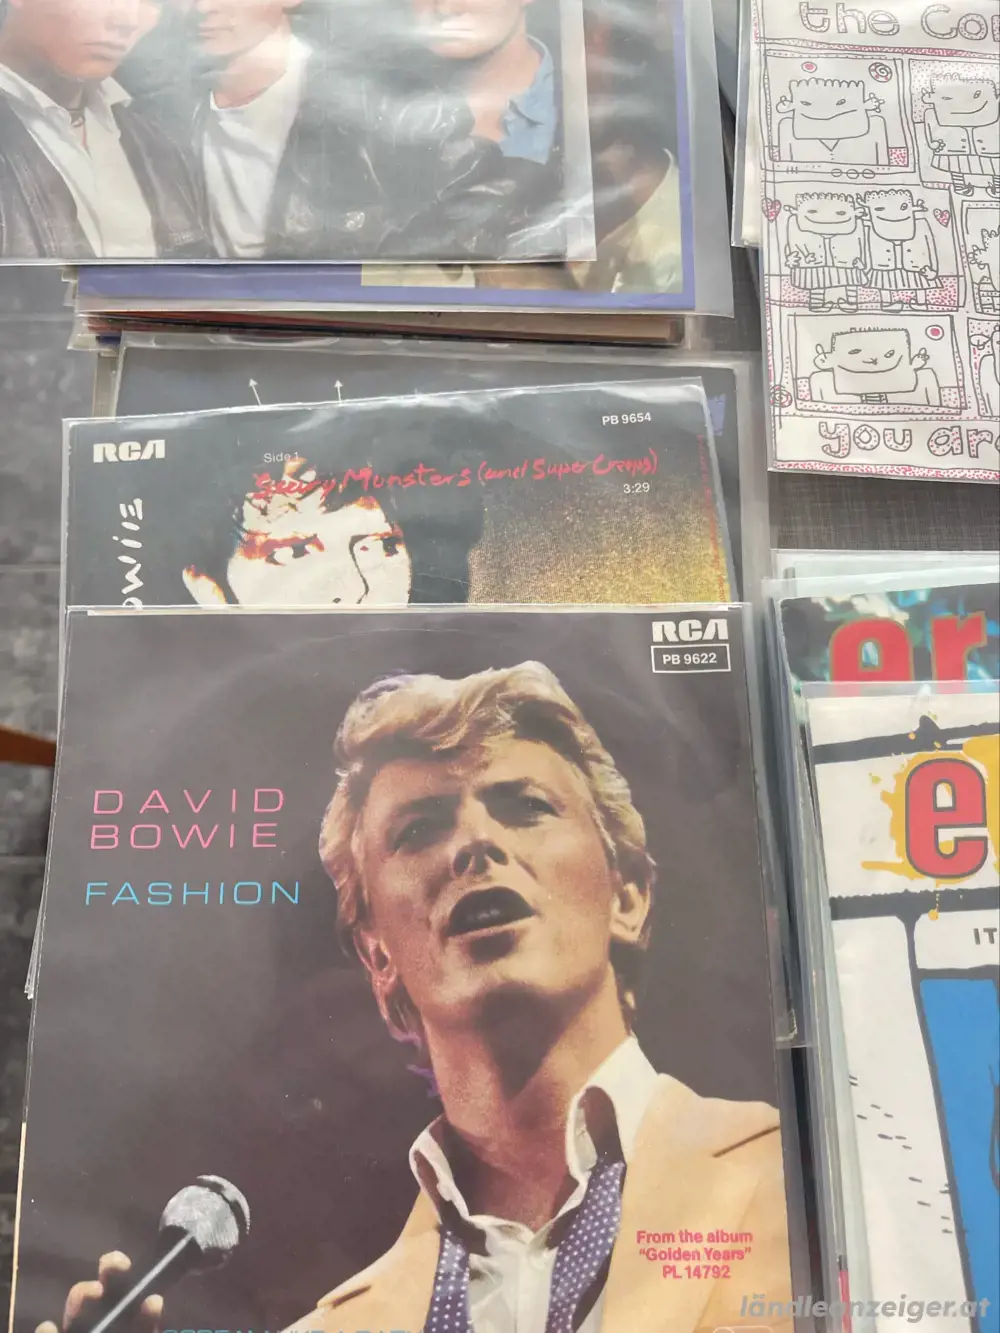 the Co
you ar
RCA
PB 9654
Side 1
Scary Monsters (and Super Creeps)
3:29
OWIE
er
RCA
PB 9622
DAVID
BOWIE
FASHION
e
IT
From the album
"Golden Years"
PL 14792
ländleanzeiger.at